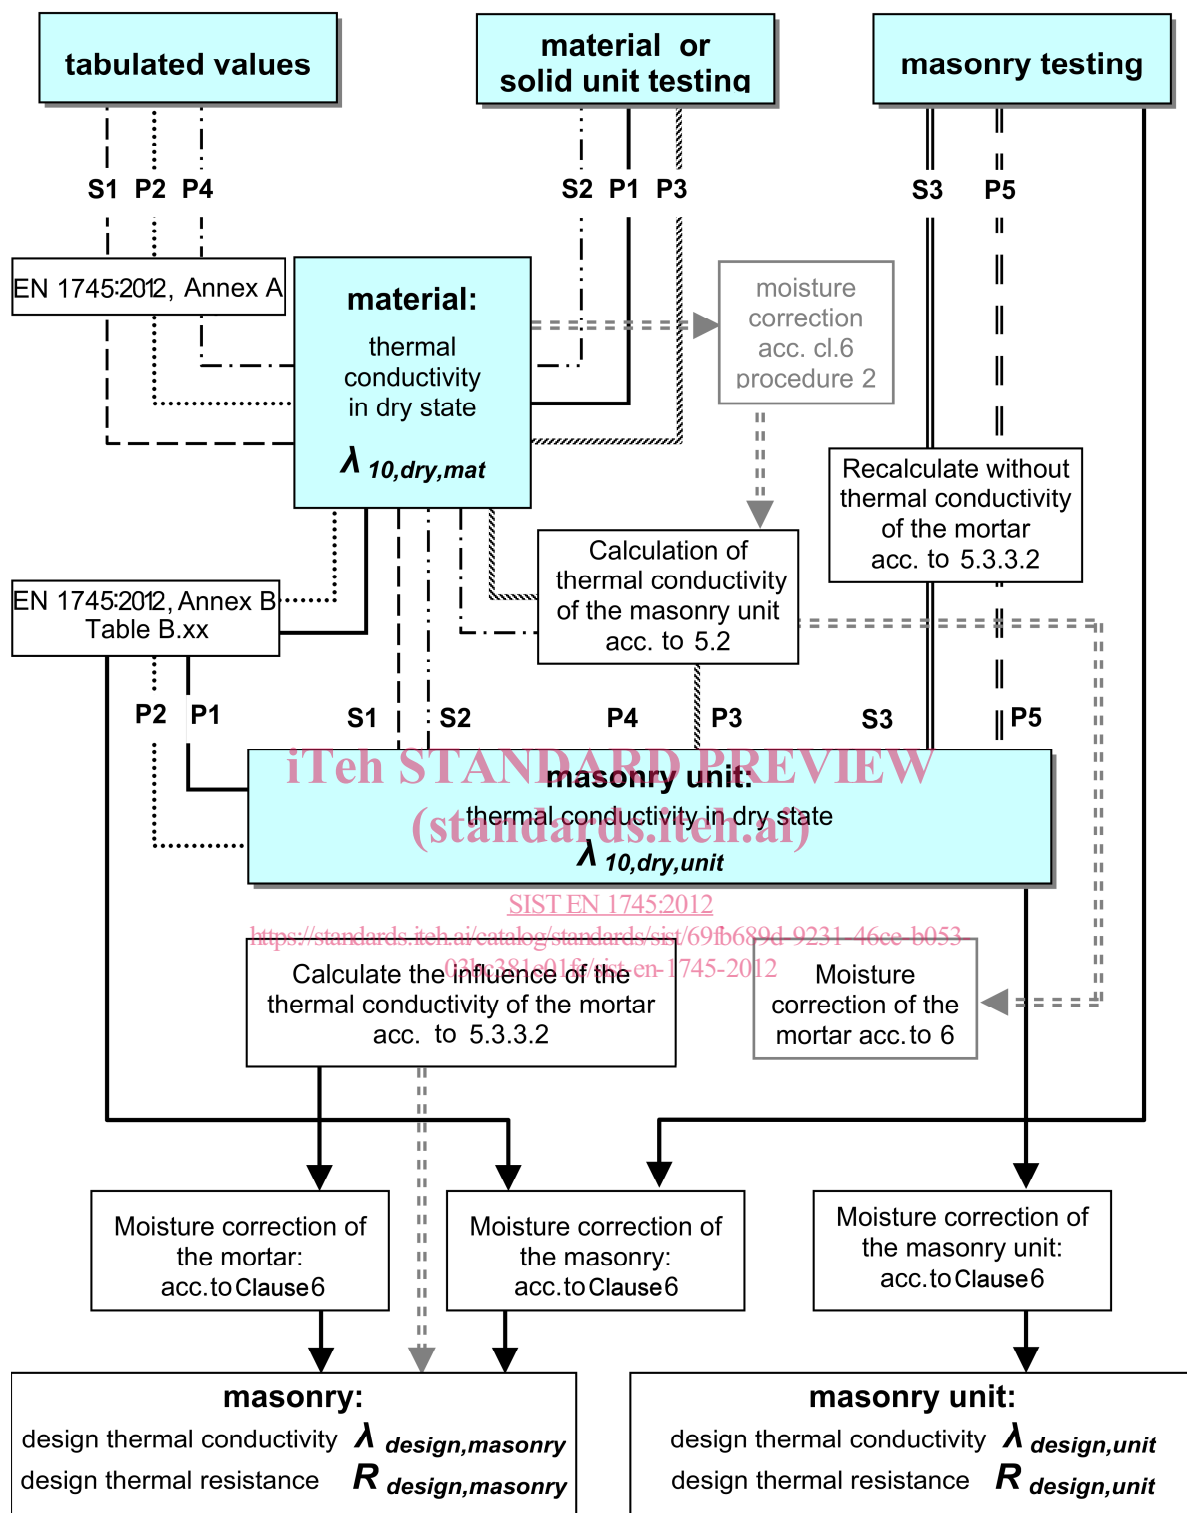 tabulated values
material or
solid unit testing
masonry testing
S1 P2 P4
S2 P1 P3
S3 P5
EN 1745:2012, Annex A
material:
thermal
conductivity
in dry state
λ 10,dry,mat
moisture
correction
acc. cl.6
procedure 2
Recalculate without
thermal conductivity
of the mortar
acc. to 5.3.3.2
Calculation of
thermal conductivity
of the masonry unit
acc. to 5.2
EN 1745:2012, Annex B
Table B.xx
P2 P1 S1 S2 P4 P3 S3 P5
iTeh STANDARD PREVIEW
masonry unit:
thermal conductivity in dry state
(standards.iteh.ai)
λ 10,dry,unit
SIST EN 1745:2012
https://standards.iteh.ai/catalog/standards/sist/69fb689d-9231-46ce-b053-
03bc381e01fc/sist-en-1745-2012
Calculate the influence of the
thermal conductivity of the mortar
acc. to 5.3.3.2
Moisture
correction of the
mortar acc.to 6
Moisture correction of
the mortar:
acc.to Clause6
Moisture correction of
the masonry:
acc.to Clause6
Moisture correction of
the masonry unit:
acc.to Clause6
masonry:
design thermal conductivity λ design,masonry
design thermal resistance R design,masonry
masonry unit:
design thermal conductivity λ design,unit
design thermal resistance R design,unit